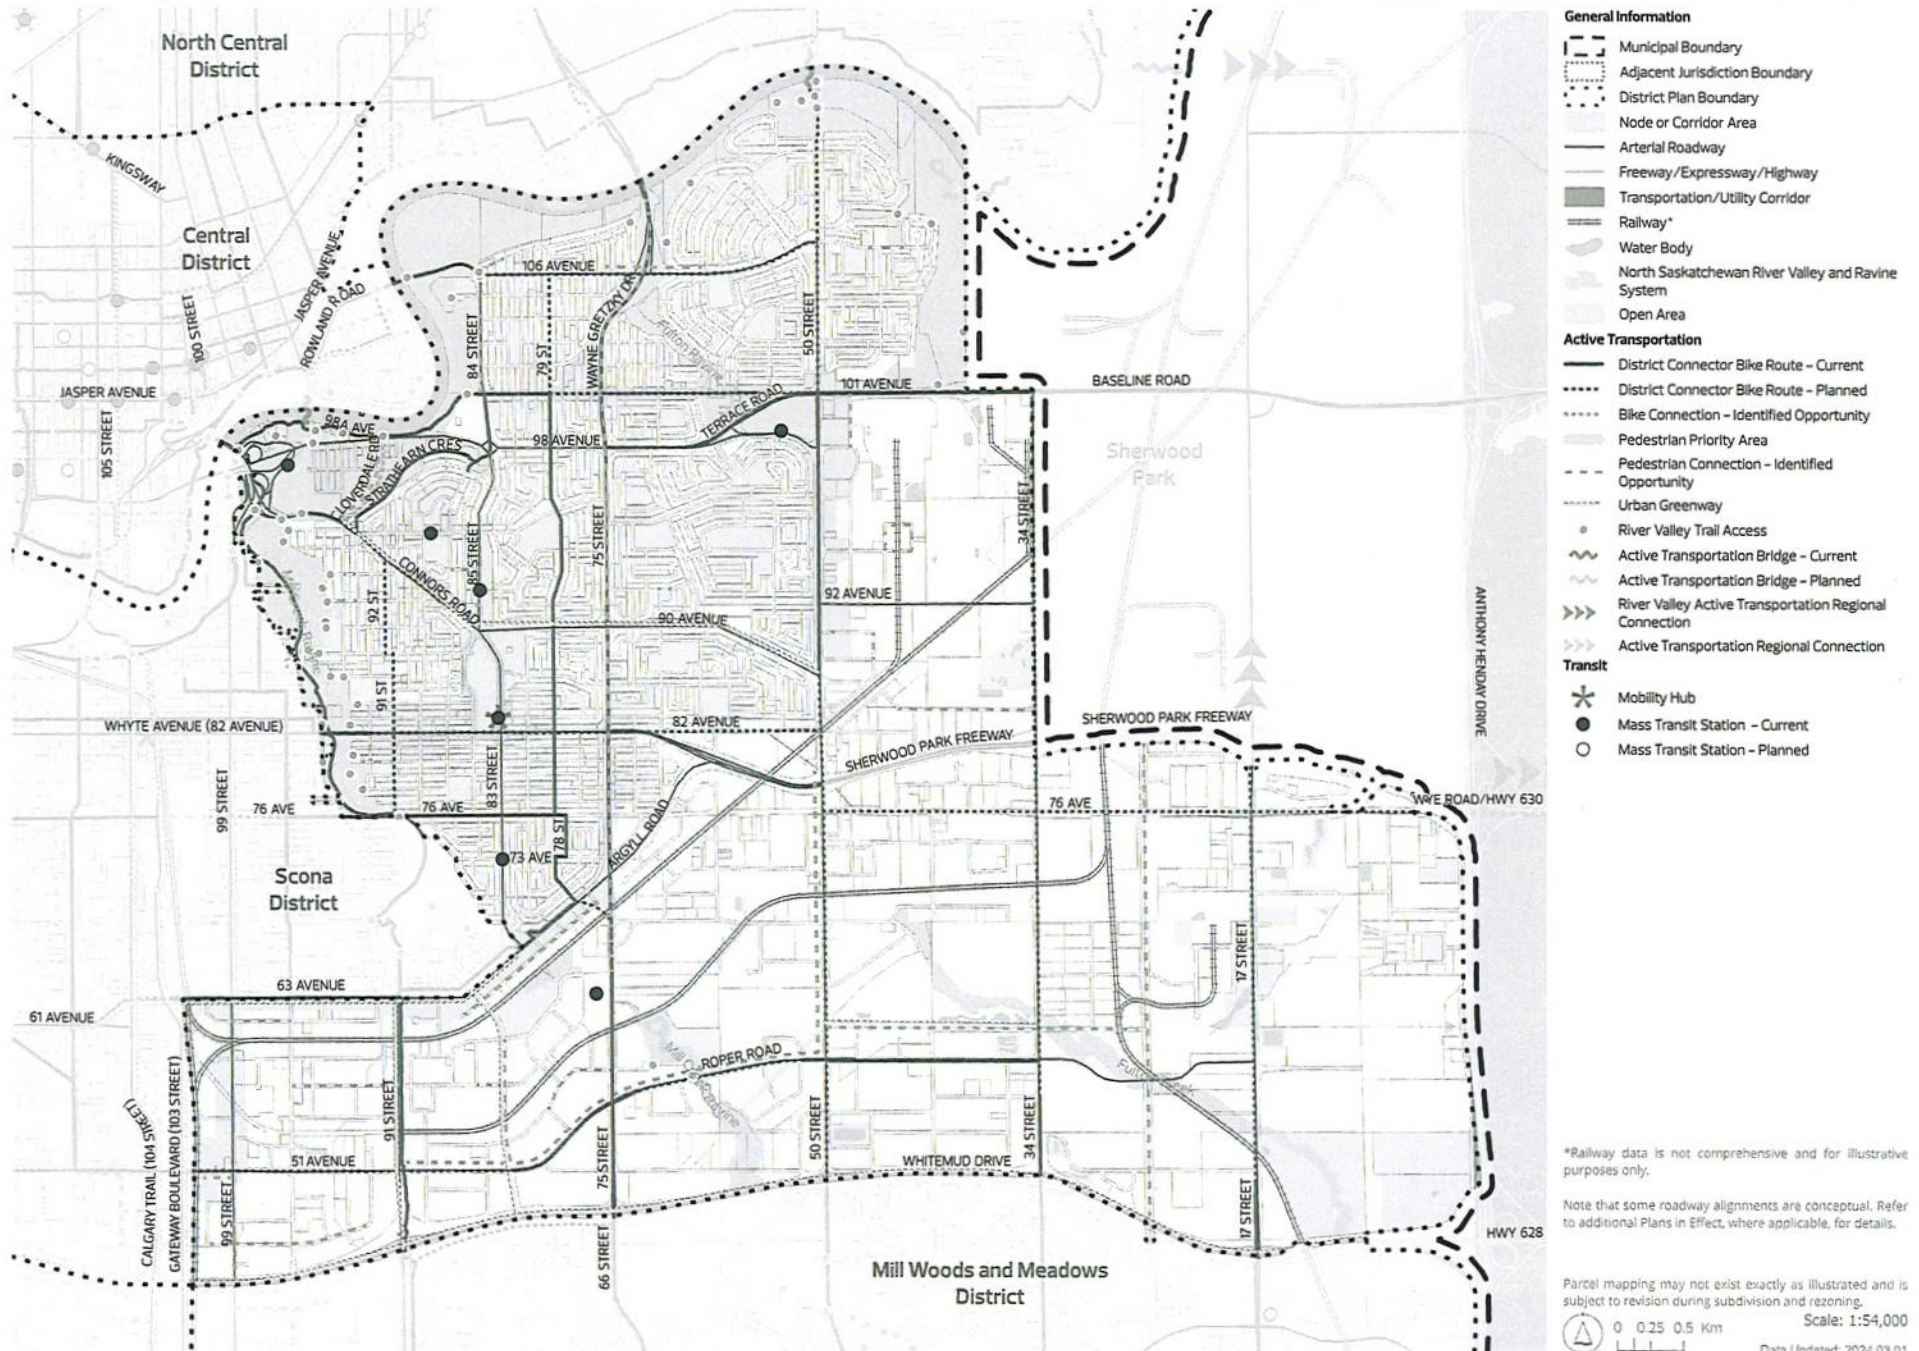 North Central
District
KINGSWAY
Central
District
JASPER AVENUE
ROWLAND ROAD
100 STREET
JASPER AVENUE
105 STREET
106 AVENUE
84 STREET
79 ST
WAYNE GRETZKY DR
Fulton Ravine
50 STREET
101 AVENUE
BASELINE ROAD
TERRACE ROAD
98A AVE
98 AVENUE
CLOVERDALE RD
STRATHEARN CRES
Sherwood
Park
34 STREET
75 STREET
85 STREET
CONNORS ROAD
92 ST
92 AVENUE
90 AVENUE
91 ST
ANTHONY HENDAY DRIVE
WHYTE AVENUE (82 AVENUE)
82 AVENUE
SHERWOOD PARK FREEWAY
SHERWOOD PARK FREEWAY
99 STREET
83 STREET
76 AVE
76 AVE
76 AVE
WYE ROAD/HWY 630
78 ST
73 AVE
ARGYLL ROAD
Scona
District
17 STREET
63 AVENUE
61 AVENUE
ROPER ROAD
CALGARY TRAIL (104 STREET)
GATEWAY BOULEVARD (103 STREET)
91 STREET
50 STREET
34 STREET
51 AVENUE
WHITEMUD DRIVE
99 STREET
75 STREET
17 STREET
66 STREET
HWY 628
Mill Woods and Meadows
District
General Information
Municipal Boundary
Adjacent Jurisdiction Boundary
District Plan Boundary
Node or Corridor Area
Arterial Roadway
Freeway/Expressway/Highway
Transportation/Utility Corridor
Railway*
Water Body
North Saskatchewan River Valley and Ravine
System
Open Area
Active Transportation
District Connector Bike Route – Current
District Connector Bike Route – Planned
Bike Connection – Identified Opportunity
Pedestrian Priority Area
Pedestrian Connection – Identified
Opportunity
Urban Greenway
River Valley Trail Access
Active Transportation Bridge – Current
Active Transportation Bridge – Planned
River Valley Active Transportation Regional
Connection
Active Transportation Regional Connection
Transit
Mobility Hub
Mass Transit Station – Current
Mass Transit Station – Planned
*Railway data is not comprehensive and for illustrative
purposes only.
Note that some roadway alignments are conceptual. Refer
to additional Plans in Effect, where applicable, for details.
Parcel mapping may not exist exactly as illustrated and is
subject to revision during subdivision and rezoning.
0 0.25 0.5 Km
Scale: 1:54,000
Data Updated: 2024.03.01